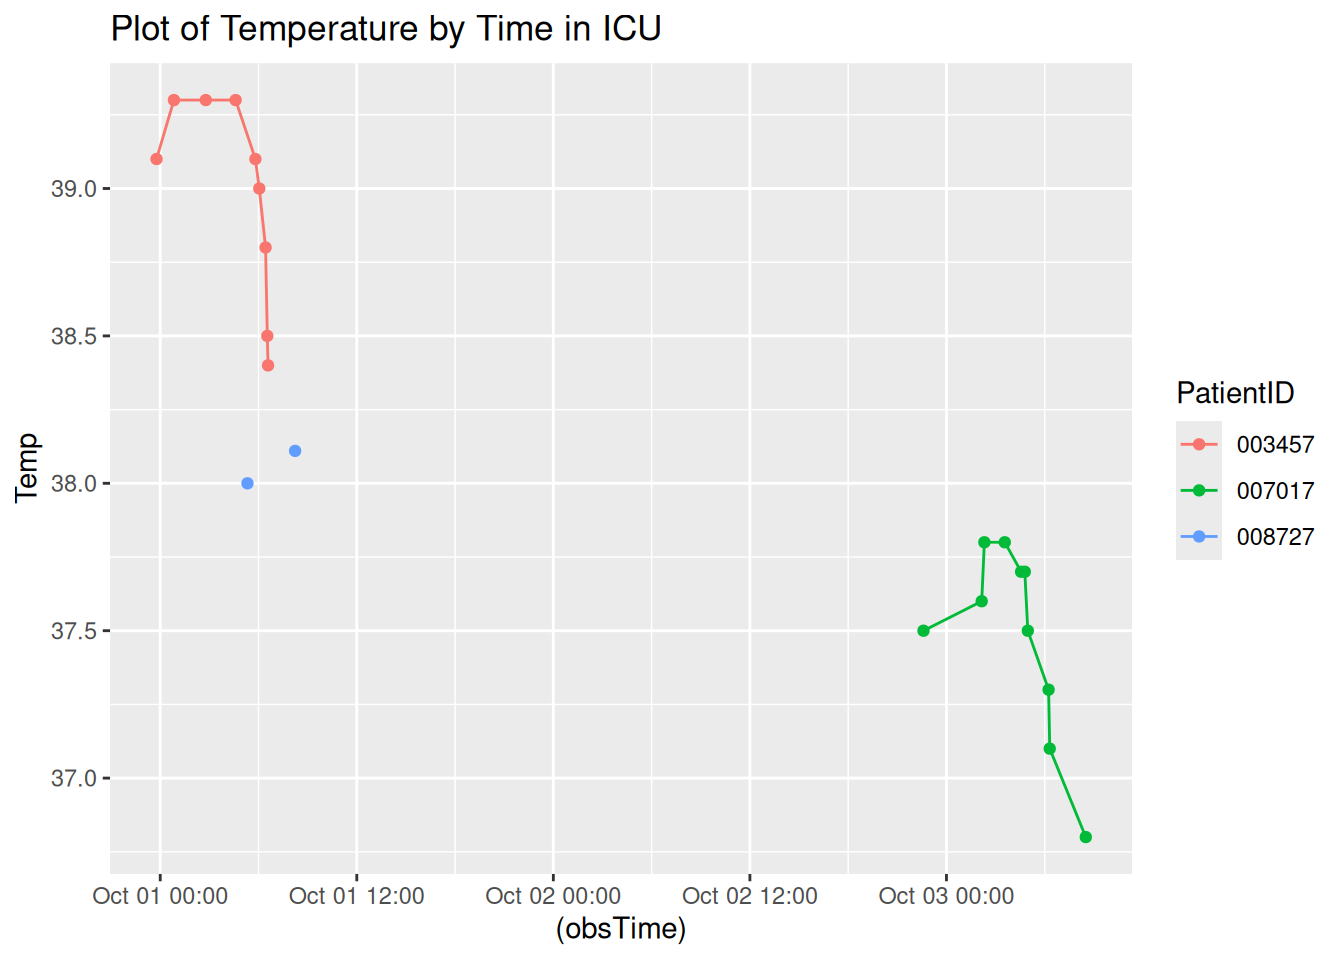 Plot of Temperature by Time in ICU
39.0
38.5
38.0
37.5
37.0
Temp
Oct 01 00:00 Oct 01 12:00 Oct 02 00:00 Oct 02 12:00 Oct 03 00:00
(obsTime)
PatientID
003457
007017
008727